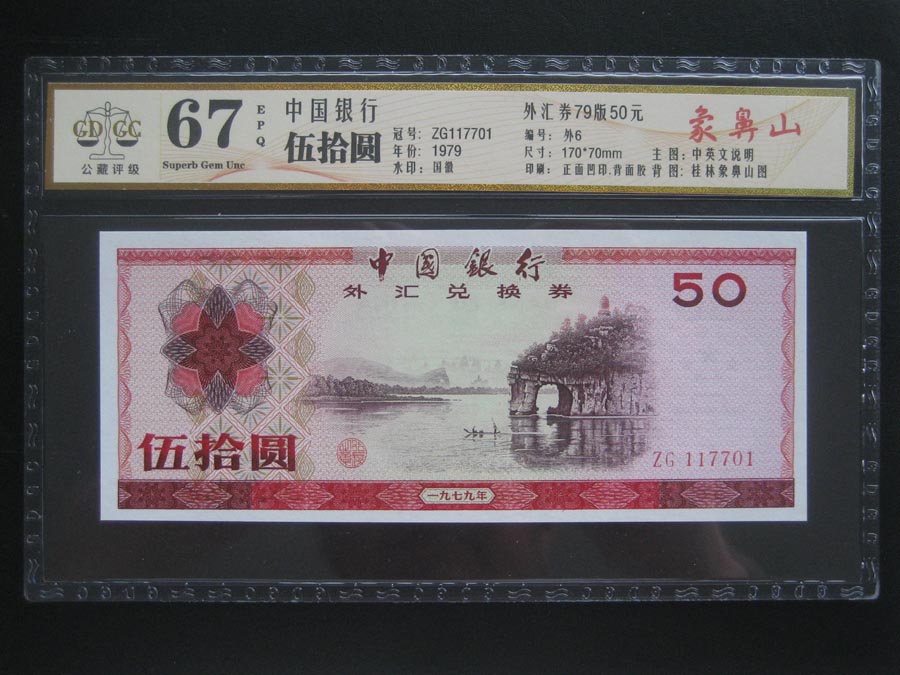 GD GC
公藏评级
67
EPQ
Superb Gem Unc
中国银行
伍拾圆
冠号: ZG117701
年份: 1979
水印: 国徽
外汇券79版50元
编号: 外6
尺寸: 170*70mm
印刷: 正面凹印.背面胶
主图: 中英文说明
背图: 桂林象鼻山图
象鼻山
中國銀行
外汇兑换券
50
伍拾圆
ZG 117701
一九七九年